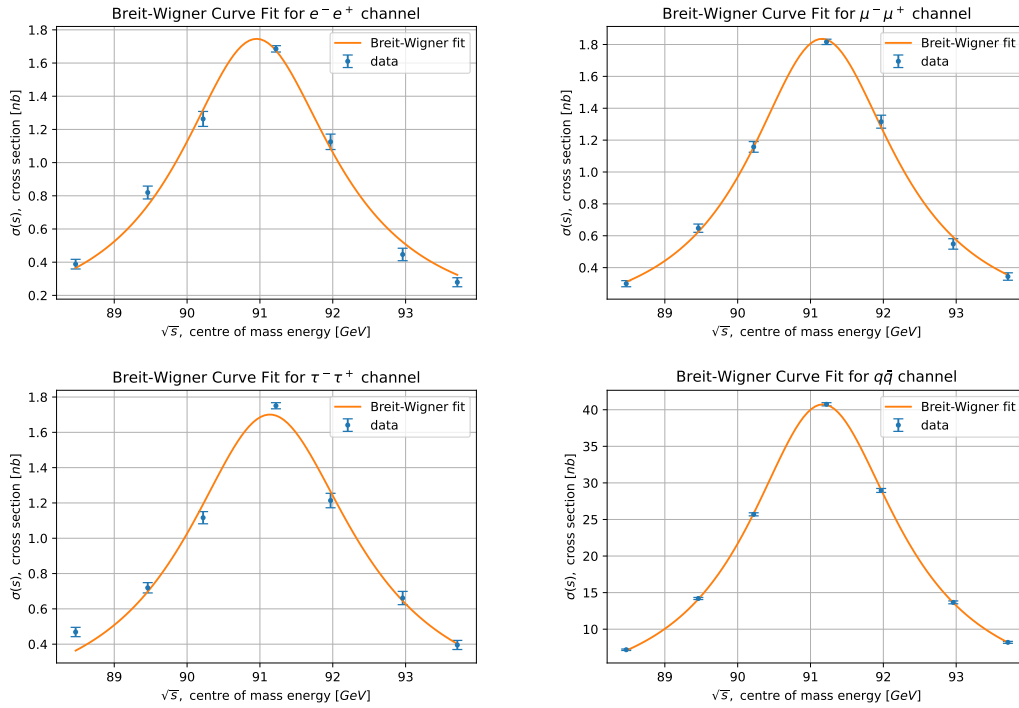 Breit-Wigner Curve Fit for e⁻e⁺ channel
1.8
1.6
1.4
1.2
1.0
0.8
0.6
0.4
0.2
σ(s), cross section [nb]
Breit-Wigner fit
data
89 90 91 92 93
√s, centre of mass energy [GeV]
Breit-Wigner Curve Fit for μ⁻μ⁺ channel
1.8
1.6
1.4
1.2
1.0
0.8
0.6
0.4
σ(s), cross section [nb]
Breit-Wigner fit
data
89 90 91 92 93
√s, centre of mass energy [GeV]
Breit-Wigner Curve Fit for τ⁻τ⁺ channel
1.8
1.6
1.4
1.2
1.0
0.8
0.6
0.4
σ(s), cross section [nb]
Breit-Wigner fit
data
89 90 91 92 93
√s, centre of mass energy [GeV]
Breit-Wigner Curve Fit for qq̄ channel
40
35
30
25
20
15
10
σ(s), cross section [nb]
Breit-Wigner fit
data
89 90 91 92 93
√s, centre of mass energy [GeV]